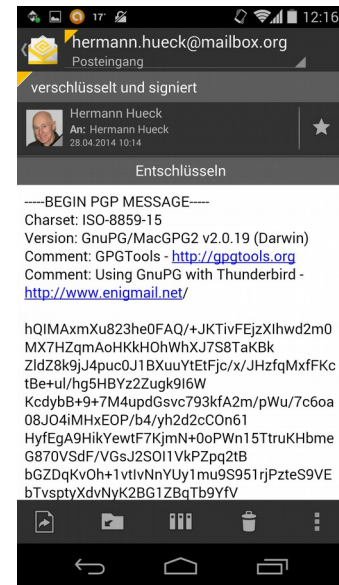 17° 12:16
hermann.hueck@mailbox.org
Posteingang
verschlüsselt und signiert
Hermann Hueck
An: Hermann Hueck
28.04.2014 10:14
Entschlüsseln
-----BEGIN PGP MESSAGE-----
Charset: ISO-8859-15
Version: GnuPG/MacGPG2 v2.0.19 (Darwin)
Comment: GPGTools - http://gpgtools.org
Comment: Using GnuPG with Thunderbird -
http://www.enigmail.net/
hQIMAxmXu823he0FAQ/+JKTivFEjzXIhwd2m0
MX7HZqmAoHKkHOhWhXJ7S8TaKBk
ZldZ8k9jJ4puc0J1BXuuYtEtFjc/x/JHzfqMxfFKc
tBe+ul/hg5HBYz2Zugk9I6W
KcdybB+9+7M4updGsvc793kfA2m/pWu/7c6oa
08JO4iMHxEOP/b4/yh2d2cCOn61
HyfEgA9HikYewtF7KjmN+0oPWn15TtruKHbme
G870VSdF/VGsJ2SOI1VkPZpq2tB
bGZDqKvOh+1vtIvNnYUy1mu9S951rjPzteS9VE
bTvsptyXdvNyK2BG1ZBqTb9YfV